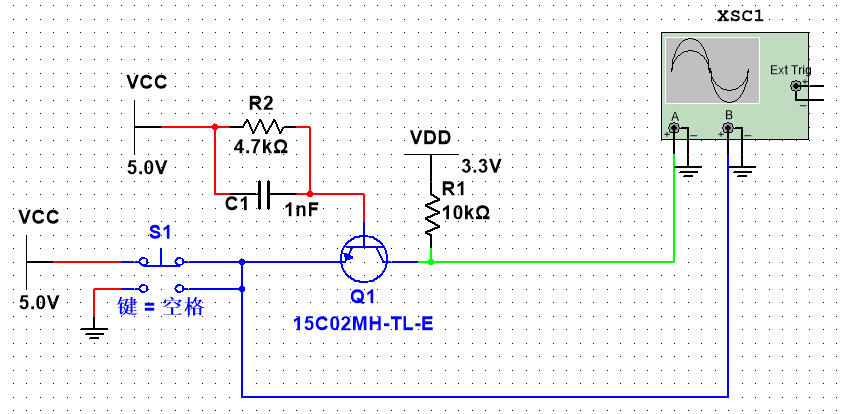 XSC1
Ext Trig
+
-
A
B
+
-
+
-
VCC
5.0V
R2
4.7kΩ
C1
1nF
VDD
3.3V
R1
10kΩ
VCC
5.0V
S1
键 = 空格
Q1
15C02MH-TL-E